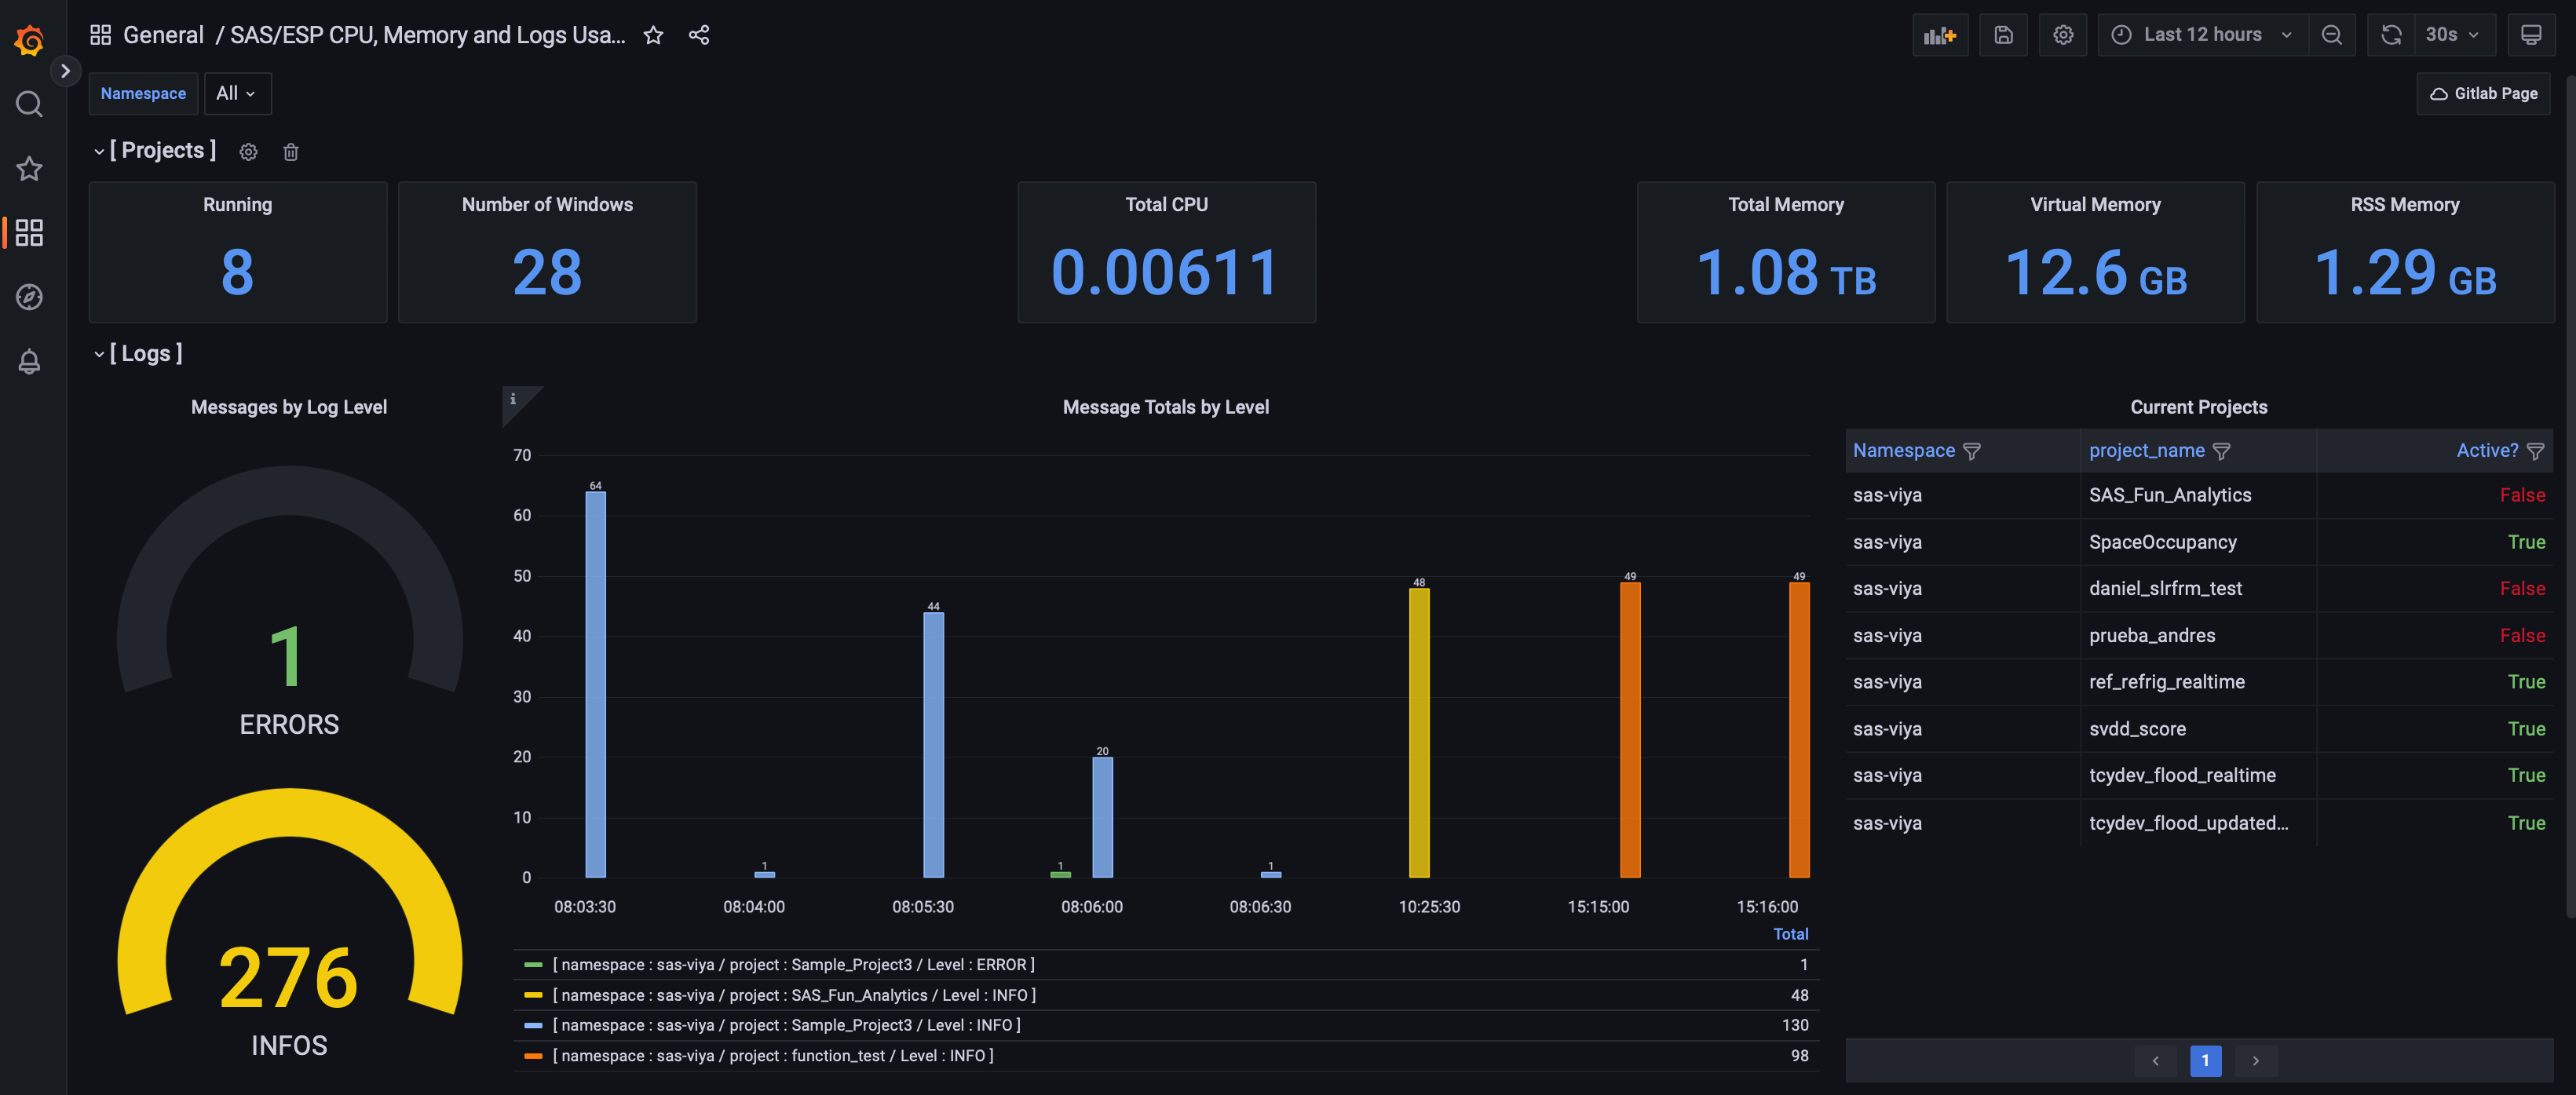 General / SAS/ESP CPU, Memory and Logs Usa...
Last 12 hours
30s
Namespace All
Gitlab Page
[ Projects ]
Running
8
Number of Windows
28
Total CPU
0.00611
Total Memory
1.08 TB
Virtual Memory
12.6 GB
RSS Memory
1.29 GB
[ Logs ]
Messages by Log Level
1
ERRORS
276
INFOS
i
Message Totals by Level
70
60
50
40
30
20
10
0
64
1
44
1
20
1
48
49
49
08:03:30 08:04:00 08:05:30 08:06:00 08:06:30 10:25:30 15:15:00 15:16:00
Total
[ namespace : sas-viya / project : Sample_Project3 / Level : ERROR ] 1
[ namespace : sas-viya / project : SAS_Fun_Analytics / Level : INFO ] 48
[ namespace : sas-viya / project : Sample_Project3 / Level : INFO ] 130
[ namespace : sas-viya / project : function_test / Level : INFO ] 98
Current Projects
Namespace project_name Active?
sas-viya SAS_Fun_Analytics False
sas-viya SpaceOccupancy True
sas-viya daniel_slrfrm_test False
sas-viya prueba_andres False
sas-viya ref_refrig_realtime True
sas-viya svdd_score True
sas-viya tcydev_flood_realtime True
sas-viya tcydev_flood_updated... True
1